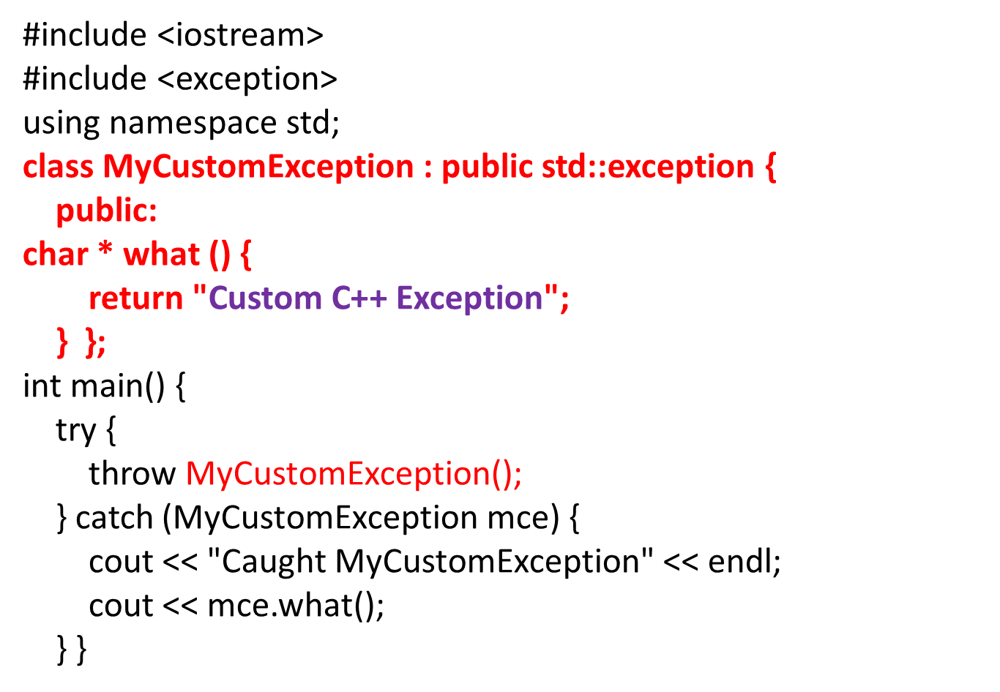 #include <iostream>
#include <exception>
using namespace std;
class MyCustomException : public std::exception {
public:
char * what () {
return "Custom C++ Exception";
} };
int main() {
try {
throw MyCustomException();
} catch (MyCustomException mce) {
cout << "Caught MyCustomException" << endl;
cout << mce.what();
} }